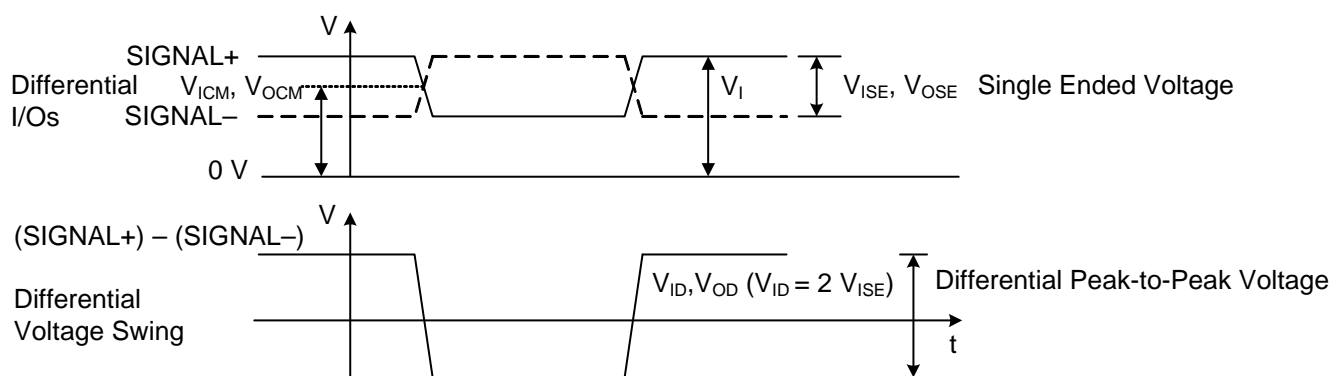 V
SIGNAL+
Differential I/Os
V_ICM, V_OCM
V_I
V_ISE, V_OSE Single Ended Voltage
SIGNAL–
0 V
V
(SIGNAL+) – (SIGNAL–)
V_ID,V_OD (V_ID = 2 V_ISE)
Differential Peak-to-Peak Voltage
Differential
Voltage Swing
t